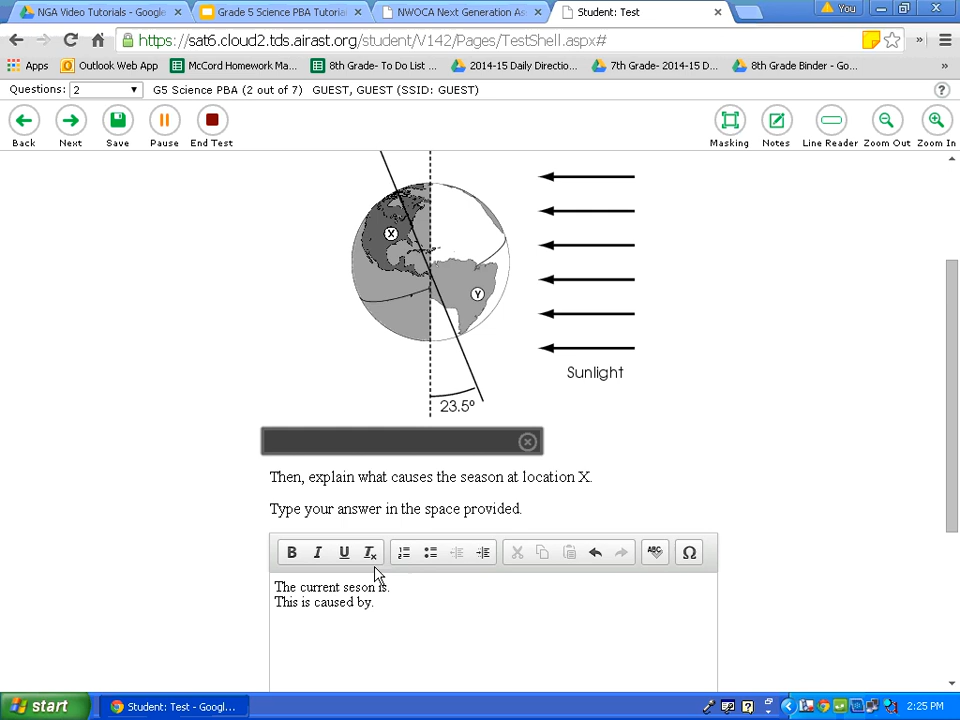 NGA Video Tutorials - Google
Grade 5 Science PBA Tutorial
NWOCA Next Generation As
Student: Test
You
https://sat6.cloud2.tds.airast.org/student/V142/Pages/TestShell.aspx#
Apps
Outlook Web App
McCord Homework Ma...
8th Grade- To Do List ...
2014-15 Daily Directio...
7th Grade- 2014-15 D...
8th Grade Binder - Go...
Questions: 2
G5 Science PBA (2 out of 7) GUEST, GUEST (SSID: GUEST)
Back
Next
Save
Pause
End Test
Masking
Notes
Line Reader
Zoom Out
Zoom In
X
Y
Sunlight
23.5º
Then, explain what causes the season at location X.
Type your answer in the space provided.
B I U Tx ABC Ω
The current seson is.
This is caused by.
start
Student: Test - Googl...
2:25 PM